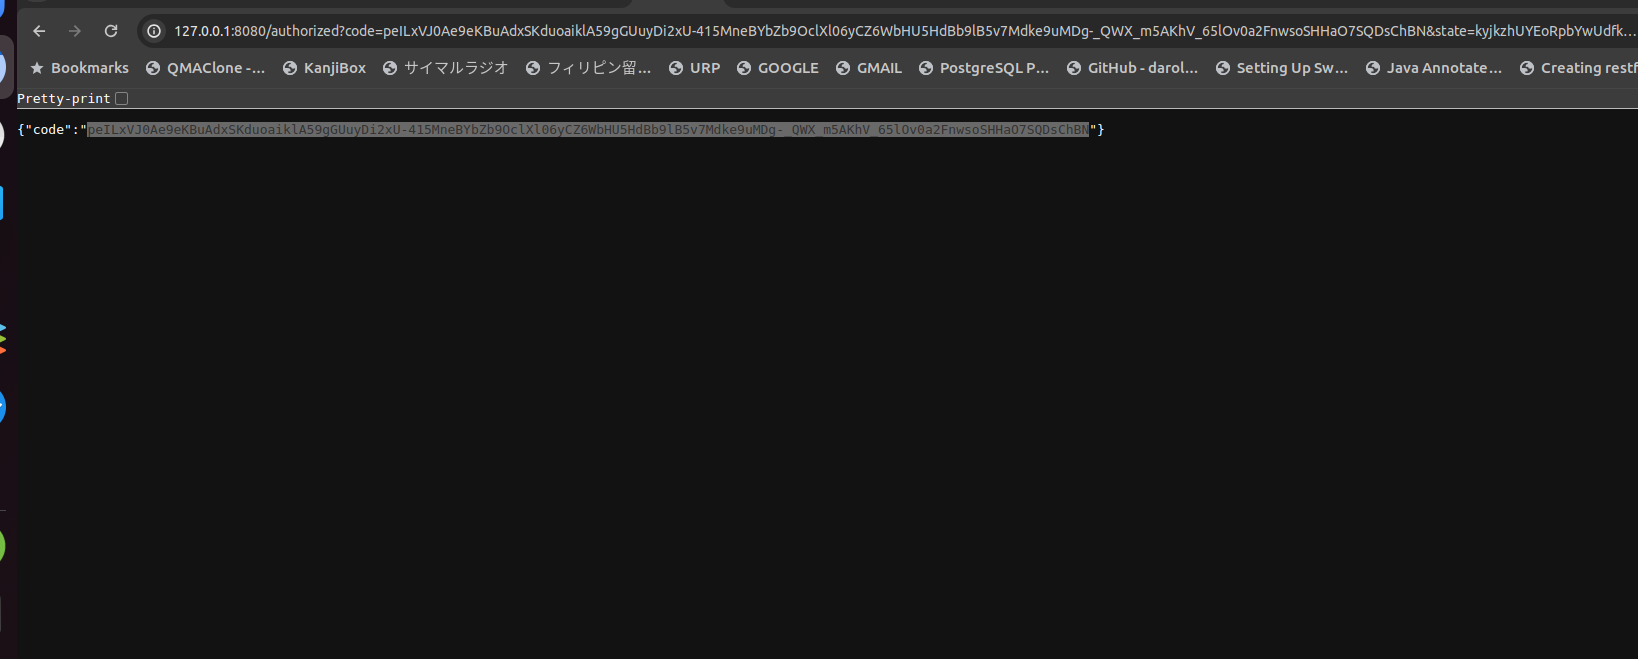 127.0.0.1:8080/authorized?code=peILxVJ0Ae9eKBuAdxSKduoaiklA59gGUuyDi2xU-415MneBYbZb9OclXl06yCZ6WbHU5HdBb9lB5v7Mdke9uMDg-_QWX_m5AKhV_65lOv0a2FnwsoSHHaO7SQDsChBN&state=kyjkzhUYEoRpbYwUdfk...
Bookmarks QMAClone -... KanjiBox サイマルラジオ フィリピン留... URP GOOGLE GMAIL PostgreSQL P... GitHub - darol... Setting Up Sw... Java Annotate... Creating restf
Pretty-print
{"code":"peILxVJ0Ae9eKBuAdxSKduoaiklA59gGUuyDi2xU-415MneBYbZb9OclXl06yCZ6WbHU5HdBb9lB5v7Mdke9uMDg-_QWX_m5AKhV_65lOv0a2FnwsoSHHaO7SQDsChBN"}